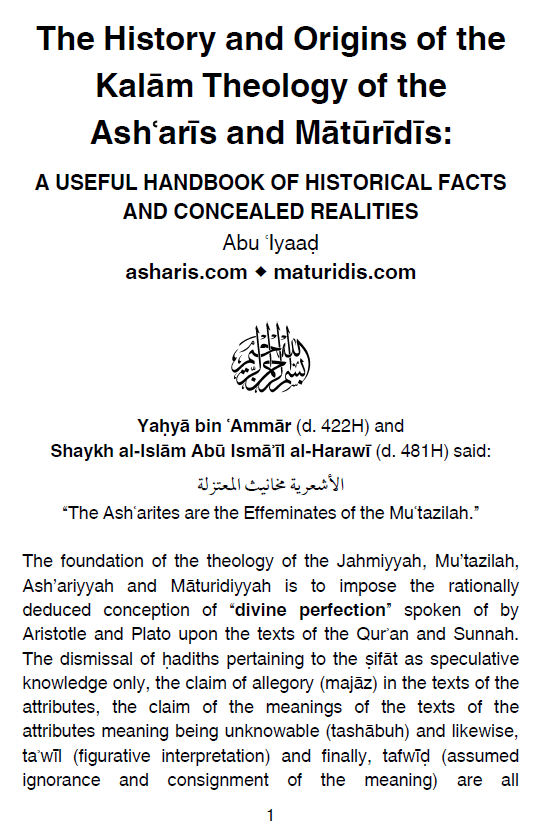 The History and Origins of the
Kalām Theology of the
Ashʿarīs and Mātūrīdīs:
A USEFUL HANDBOOK OF HISTORICAL FACTS
AND CONCEALED REALITIES
Abu ʿIyaaḍ
asharis.com ◆ maturidis.com
بسم الله الرحمن الرحيم
Yaḥyā bin ʿAmmār (d. 422H) and
Shaykh al-Islām Abū Ismāʾīl al-Harawī (d. 481H) said:
الأشعرية مخانيث المعتزلة
“The Ashʿarites are the Effeminates of the Muʿtazilah.”
The foundation of the theology of the Jahmiyyah, Mu’tazilah,
Ash’ariyyah and Māturidiyyah is to impose the rationally
deduced conception of “divine perfection” spoken of by
Aristotle and Plato upon the texts of the Qurʾan and Sunnah.
The dismissal of ḥadiths pertaining to the ṣifāt as speculative
knowledge only, the claim of allegory (majāz) in the texts of the
attributes, the claim of the meanings of the texts of the
attributes meaning being unknowable (tashābuh) and likewise,
taʾwīl (figurative interpretation) and finally, tafwīḍ (assumed
ignorance and consignment of the meaning) are all
1